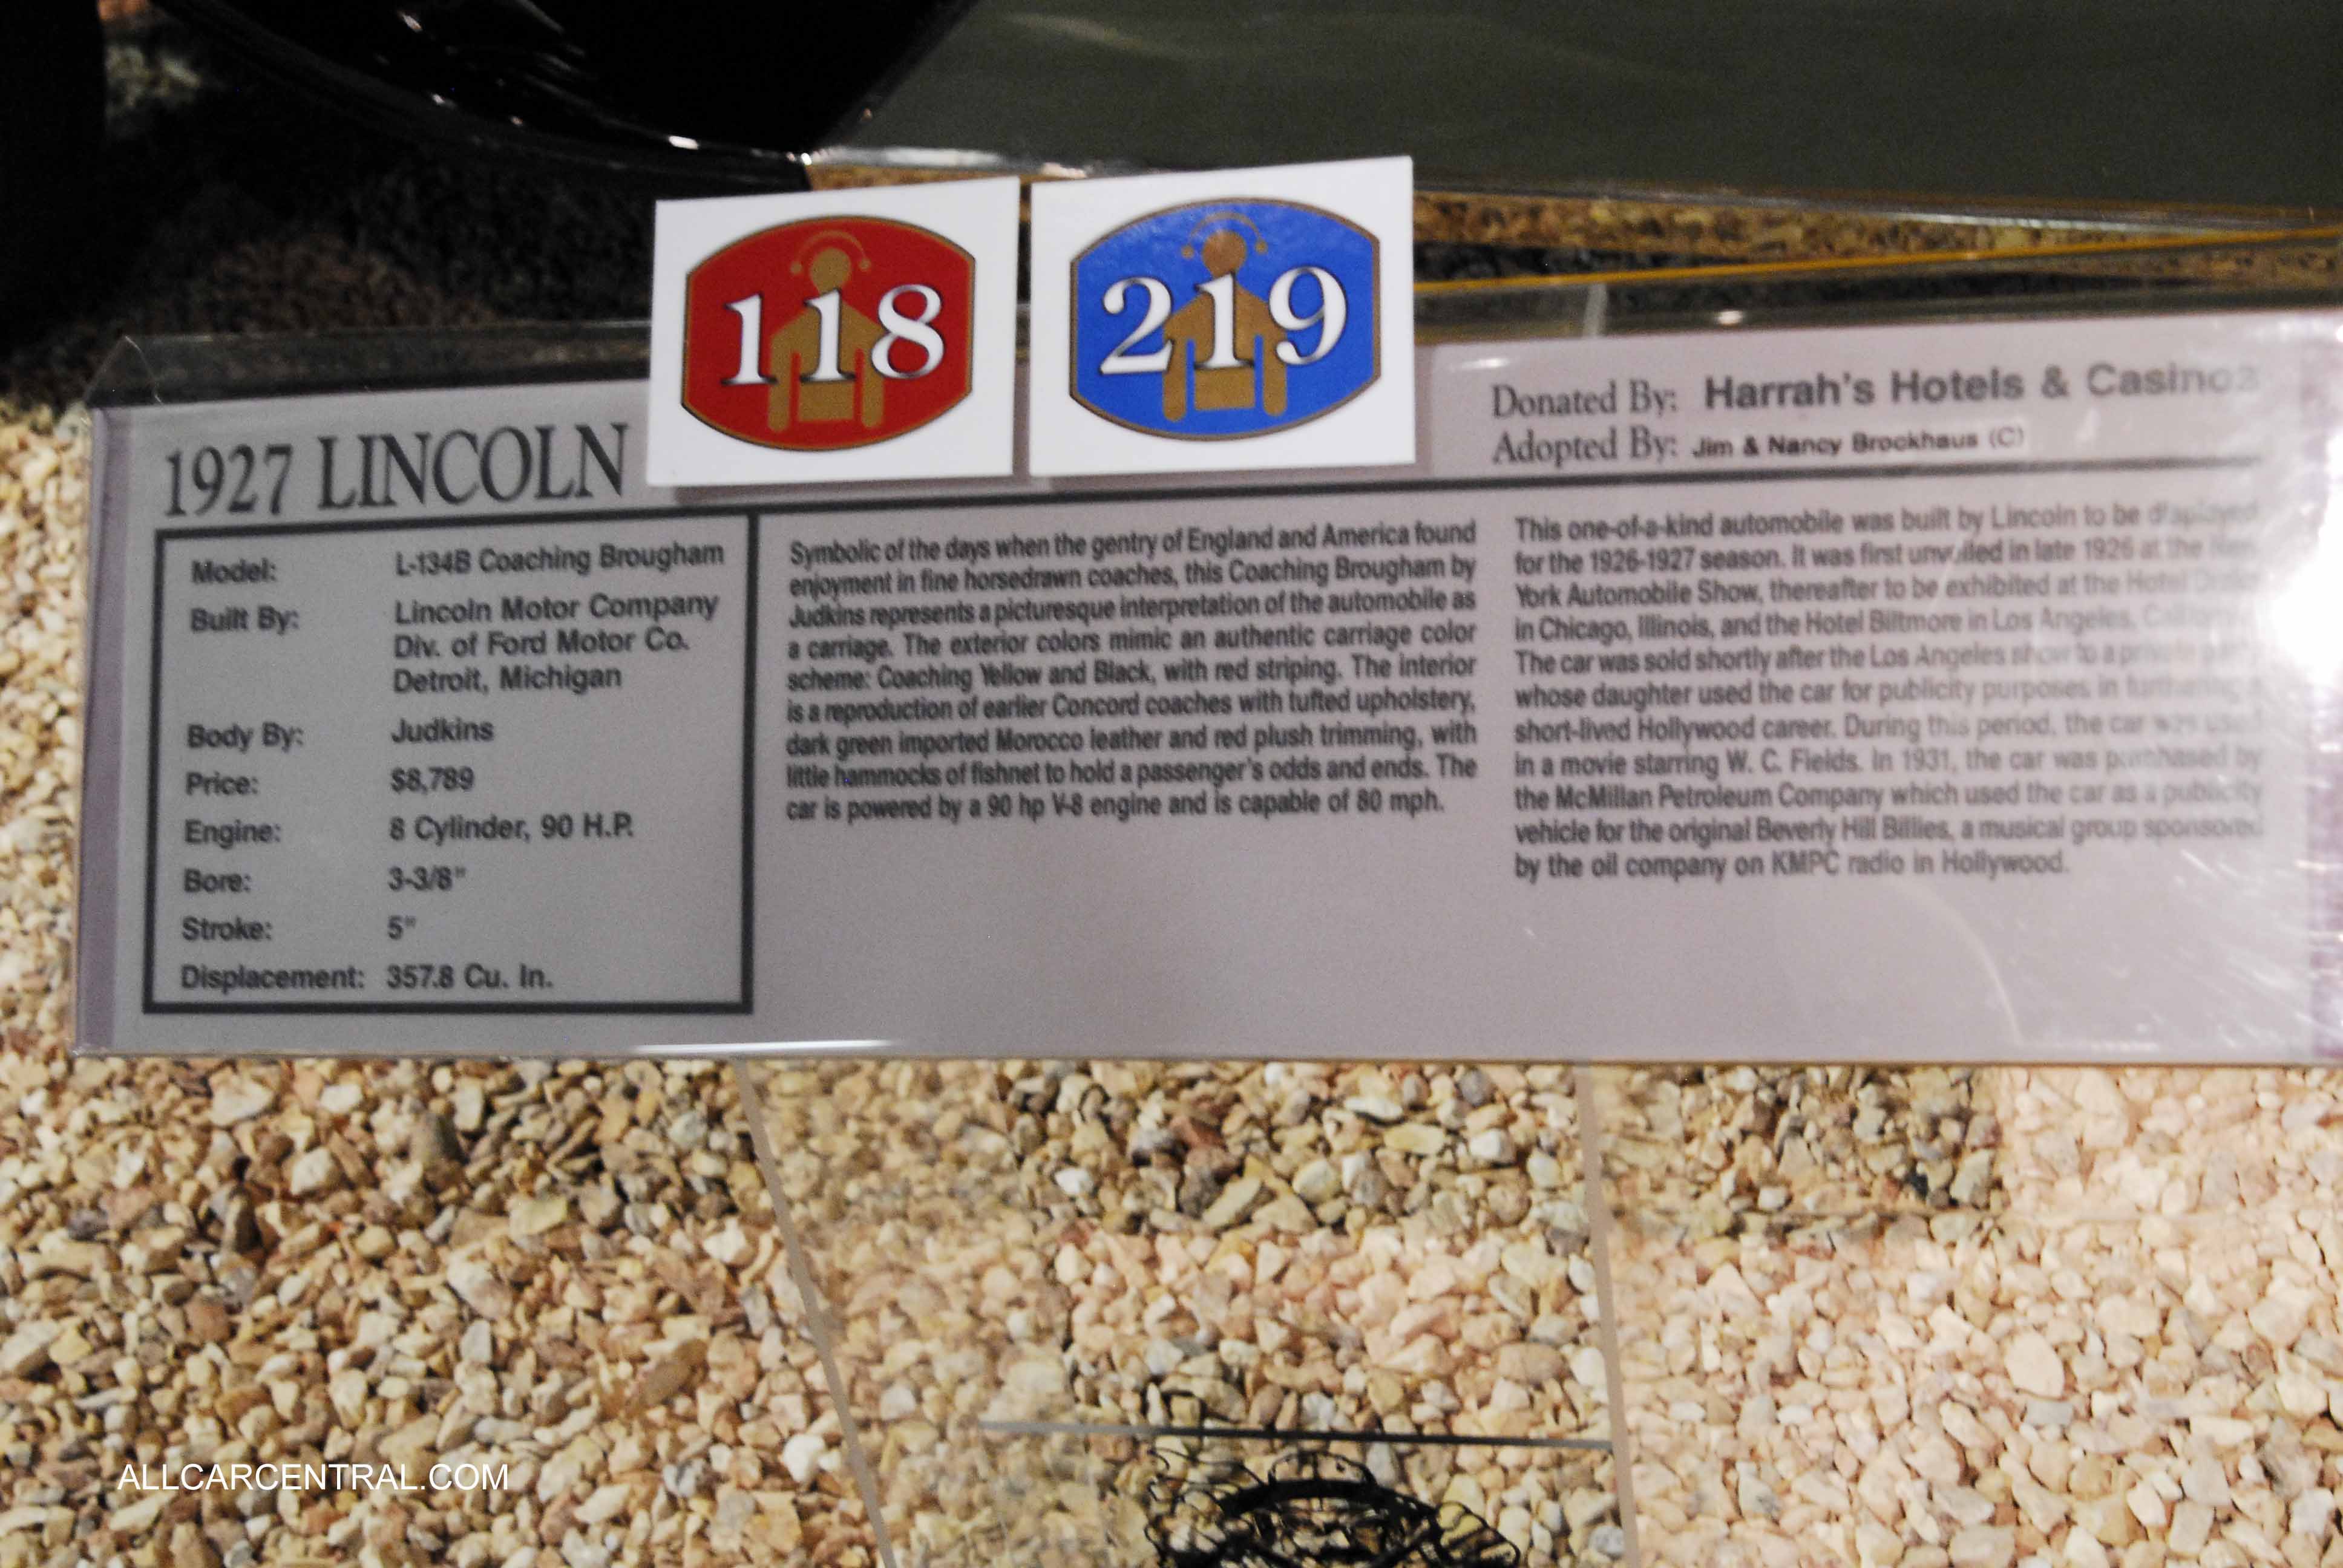 118
219
Donated By: Harrah's Hotels & Casinos
Adopted By: Jim & Nancy Brockhaus (C)
1927 LINCOLN
Model: L-134B Coaching Brougham
Built By: Lincoln Motor Company
Div. of Ford Motor Co.
Detroit, Michigan
Body By: Judkins
Price: $8,789
Engine: 8 Cylinder, 90 H.P.
Bore: 3-3/8"
Stroke: 5"
Displacement: 357.8 Cu. In.
Symbolic of the days when the gentry of England and America found
enjoyment in fine horsedrawn coaches, this Coaching Brougham by
Judkins represents a picturesque interpretation of the automobile as
a carriage. The exterior colors mimic an authentic carriage color
scheme: Coaching Yellow and Black, with red striping. The interior
is a reproduction of earlier Concord coaches with tufted upholstery,
dark green imported Morocco leather and red plush trimming, with
little hammocks of fishnet to hold a passenger's odds and ends. The
car is powered by a 90 hp V-8 engine and is capable of 80 mph.
This one-of-a-kind automobile was built by Lincoln to be displayed
for the 1926-1927 season. It was first unveiled in late 1926 at the New
York Automobile Show, thereafter to be exhibited at the Hotel
in Chicago, Illinois, and the Hotel Biltmore in Los Angeles, California.
The car was sold shortly after the Los Angeles show to a private party
whose daughter used the car for publicity purposes in furthering a
short-lived Hollywood career. During this period, the car was used
in a movie starring W. C. Fields. In 1931, the car was purchased by
the McMillan Petroleum Company which used the car as a publicity
vehicle for the original Beverly Hill Billies, a musical group sponsored
by the oil company on KMPC radio in Hollywood.
ALLCARCENTRAL.COM